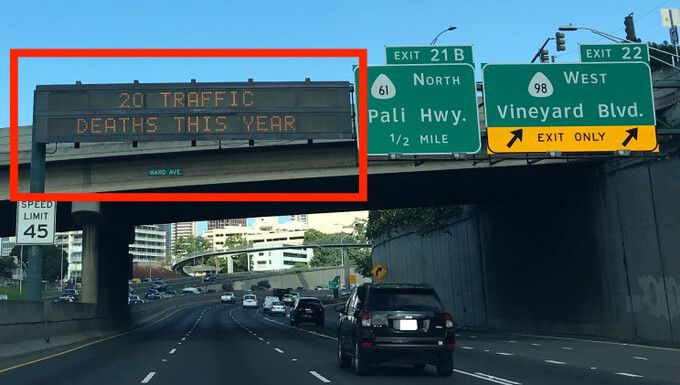 20 TRAFFIC
DEATHS THIS YEAR
WARD AVE.
SPEED
LIMIT
45
EXIT 21B
61 NORTH
Pali Hwy.
1/2 MILE
EXIT 22
98 WEST
Vineyard Blvd.
EXIT ONLY